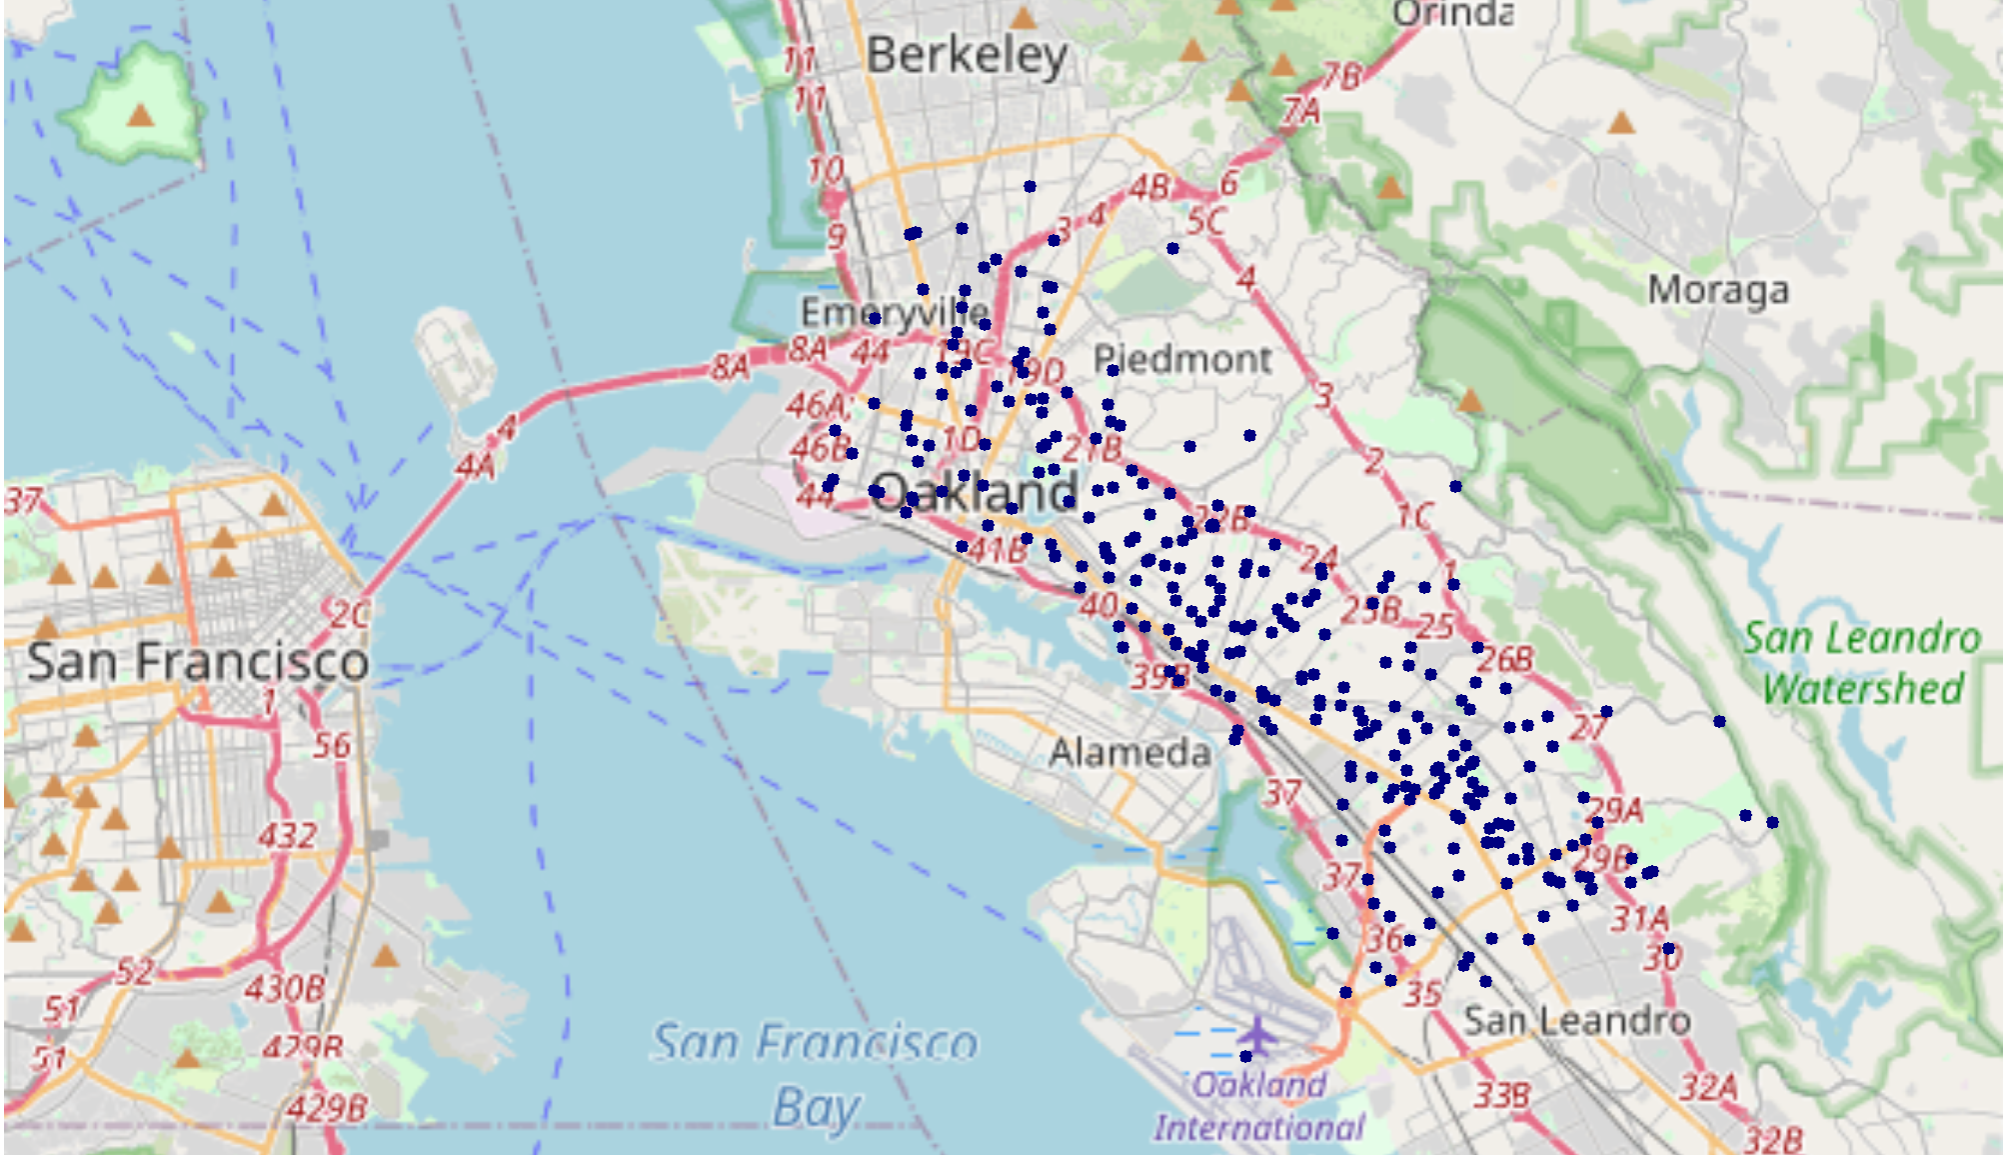 Orinda
11
Berkeley
7B
11
7A
10
4B
6
3
4
5C
9
4
Moraga
Emeryville
8A
8A
44
19C
Piedmont
19D
46A;
3
4
1D
46B
21B
4A
2
37
44
Oakland
22B
1C
41B
24
1
2C
40
23B
25
San Leandro
Watershed
San Francisco
26B
39B
1
27
56
Alameda
37
29A
432
29B
37
31A
36
30
52
430B
35
51
San Leandro
San Francisco
Bay
429B
51
Oakland
International
32A
33B
429B
32B